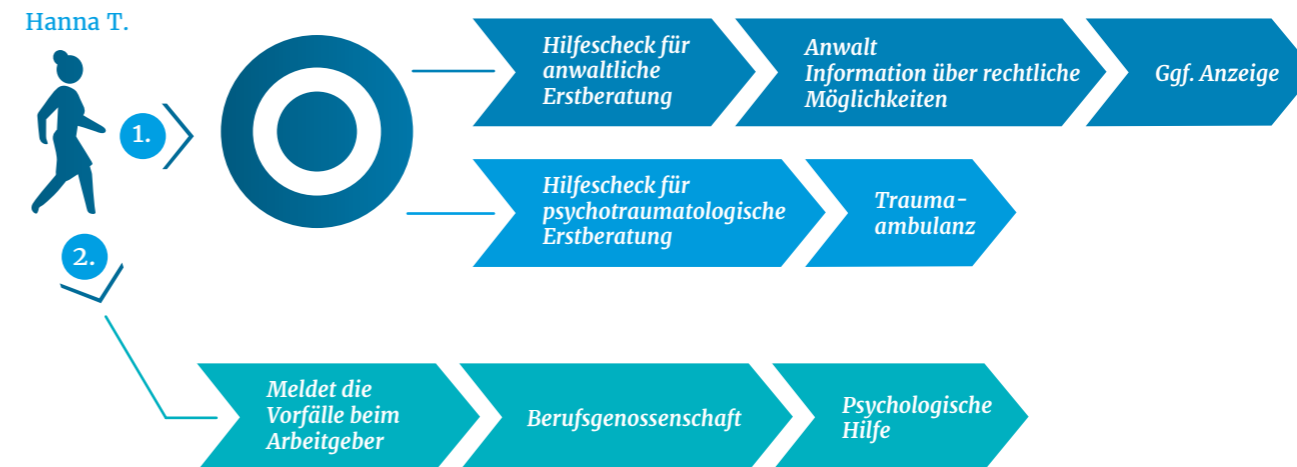 Hanna T.
1.
Hilfescheck für
anwaltliche
Erstberatung
Anwalt
Information über rechtliche
Möglichkeiten
Ggf. Anzeige
Hilfescheck für
psychotraumatologische
Erstberatung
Trauma-
ambulanz
2.
Meldet die
Vorfälle beim
Arbeitgeber
Berufsgenossenschaft
Psychologische
Hilfe